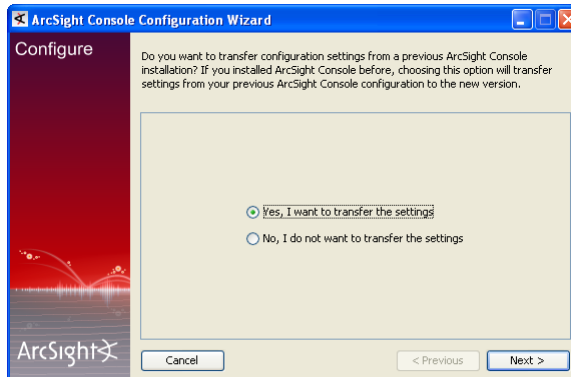 ArcSight Console Configuration Wizard
Configure
Do you want to transfer configuration settings from a previous ArcSight Console
installation? If you installed ArcSight Console before, choosing this option will transfer
settings from your previous ArcSight Console configuration to the new version.
Yes, I want to transfer the settings
No, I do not want to transfer the settings
ArcSight
Cancel
< Previous
Next >